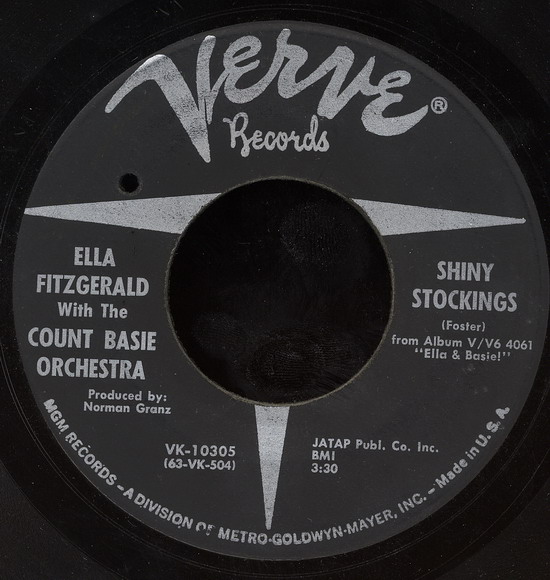 Verve ®
Records
ELLA
FITZGERALD
With The
COUNT BASIE
ORCHESTRA
Produced by:
Norman Granz
SHINY
STOCKINGS
(Foster)
from Album V/V6 4061
"Ella & Basie!"
VK-10305
(63-VK-504)
JATAP Publ. Co. Inc.
BMI
3:30
MGM RECORDS – A DIVISION OF METRO-GOLDWYN-MAYER, INC. – Made in U.S.A.